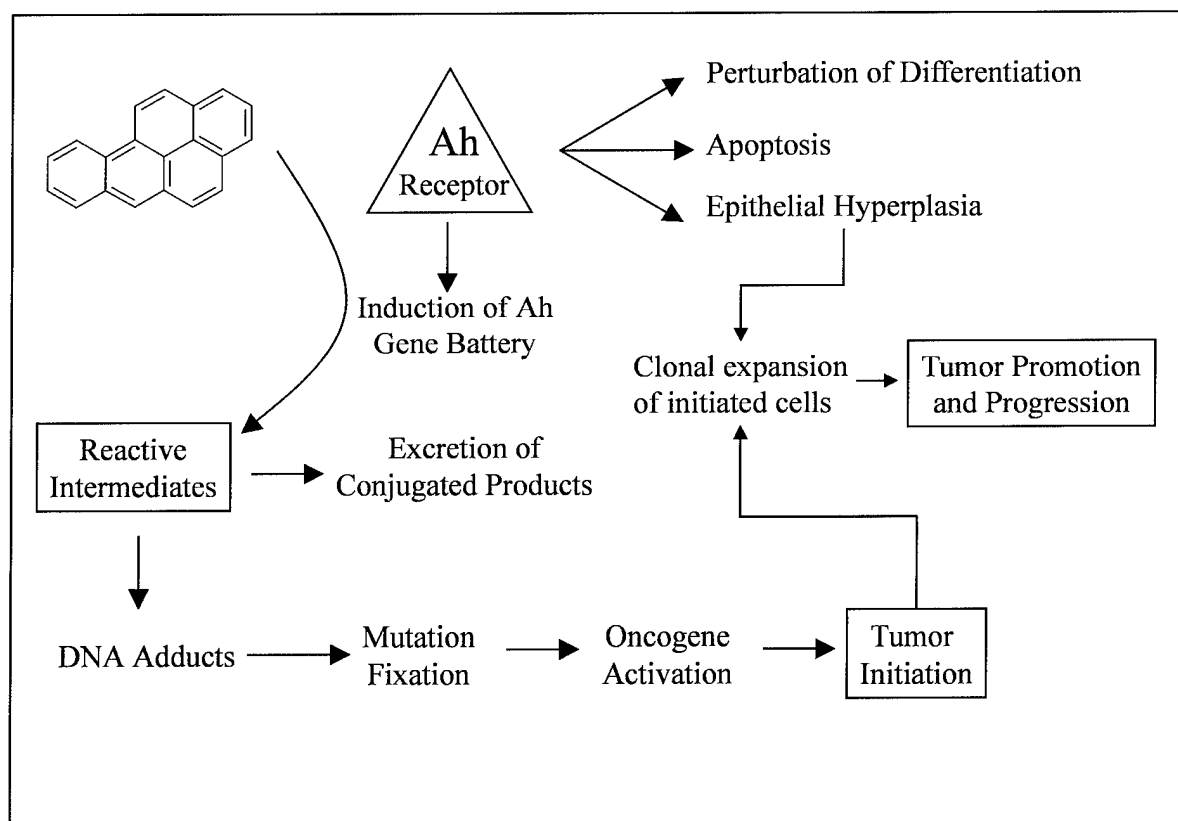 Perturbation of Differentiation
Ah
Receptor
Apoptosis
Epithelial Hyperplasia
Induction of Ah
Gene Battery
Clonal expansion
of initiated cells
Tumor Promotion
and Progression
Reactive
Intermediates
Excretion of
Conjugated Products
DNA Adducts
Mutation
Fixation
Oncogene
Activation
Tumor
Initiation